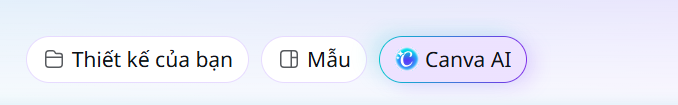 Thiết kế của bạn
Mẫu
Canva AI